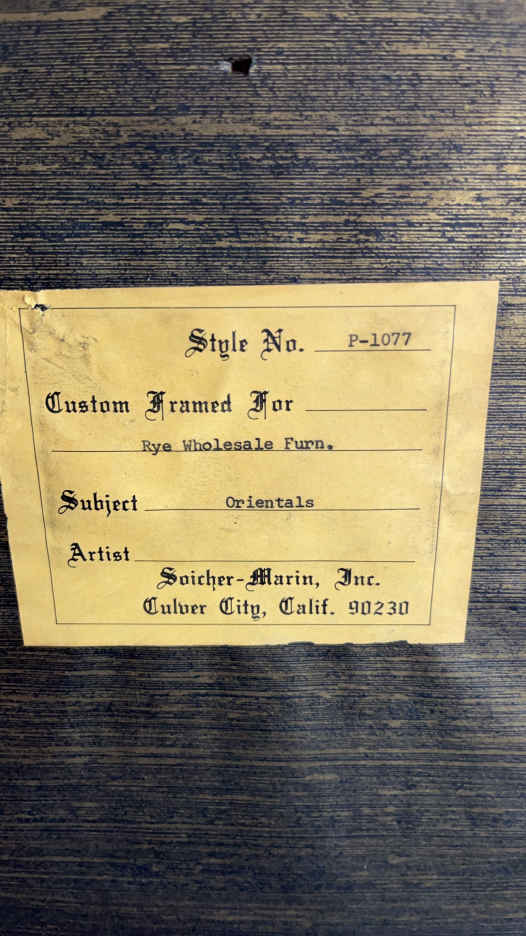 Style No. P-1077
Custom Framed For
Rye Wholesale Furn.
Subject Orientals
Artist
Soicher-Marin, Inc.
Culver City, Calif. 90230